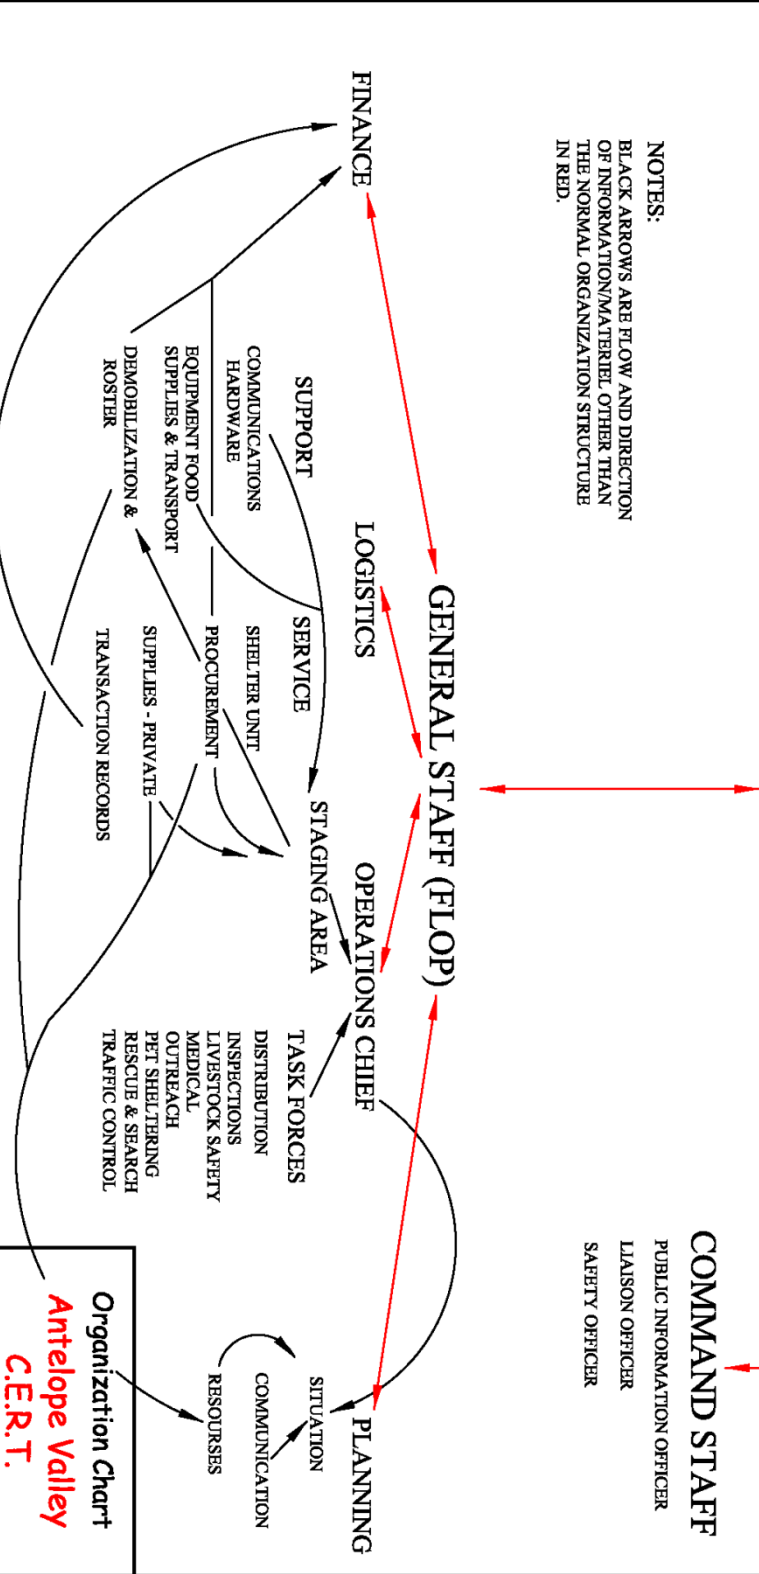 NOTES:
BLACK ARROWS ARE FLOW AND DIRECTION
OF INFORMATION/MATERIEL OTHER THAN
THE NORMAL ORGANIZATION STRUCTURE
IN RED.
COMMAND STAFF
PUBLIC INFORMATION OFFICER
LIAISON OFFICER
SAFETY OFFICER
GENERAL STAFF (FLOP)
FINANCE
LOGISTICS
OPERATIONS CHIEF
PLANNING
SUPPORT
COMMUNICATIONS
HARDWARE
EQUIPMENT FOOD
SUPPLIES & TRANSPORT
DEMOBILIZATION &
ROSTER
SERVICE
SHELTER UNIT
PROCUREMENT
SUPPLIES - PRIVATE
TRANSACTION RECORDS
STAGING AREA
TASK FORCES
DISTRIBUTION
INSPECTIONS
LIVESTOCK SAFETY
MEDICAL
OUTREACH
PET SHELTERING
RESCUE & SEARCH
TRAFFIC CONTROL
SITUATION
COMMUNICATION
RESOURSES
Organization Chart
Antelope Valley
C.E.R.T.